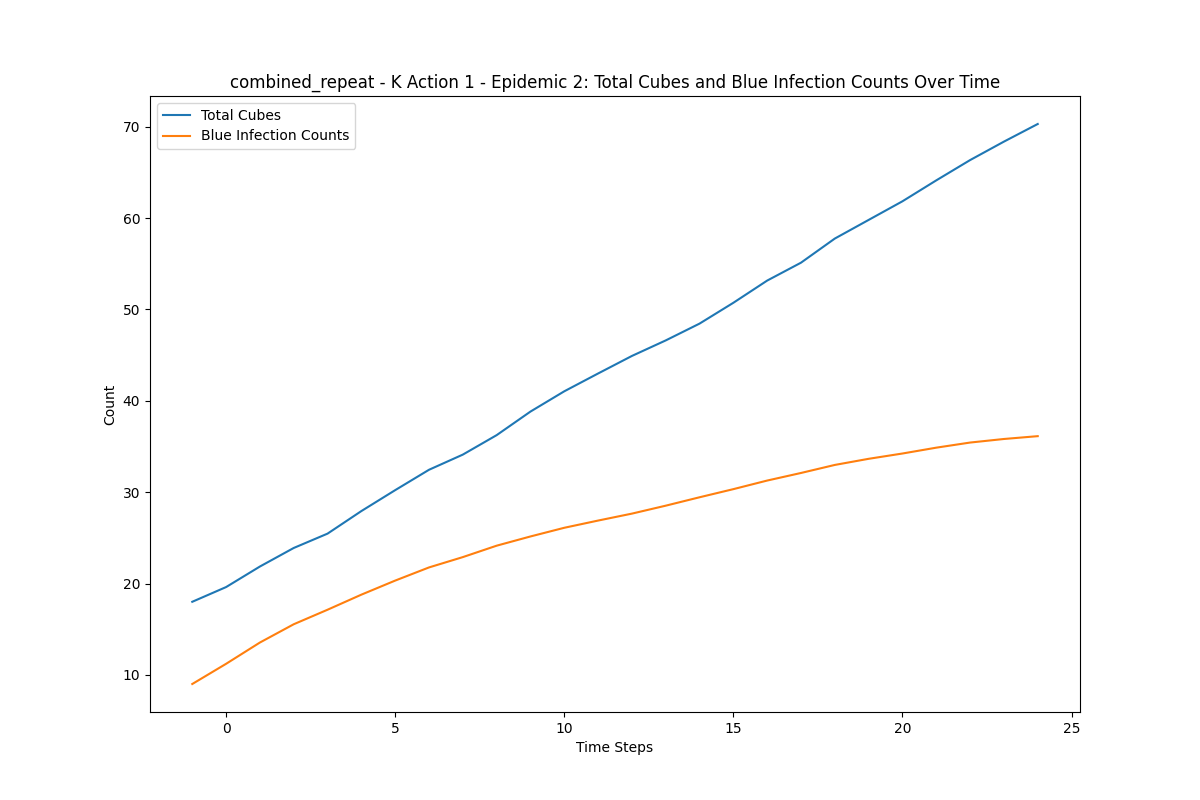 combined_repeat - K Action 1 - Epidemic 2: Total Cubes and Blue Infection Counts Over Time
Total Cubes
Blue Infection Counts
70
60
50
40
30
20
10
Count
0 5 10 15 20 25
Time Steps